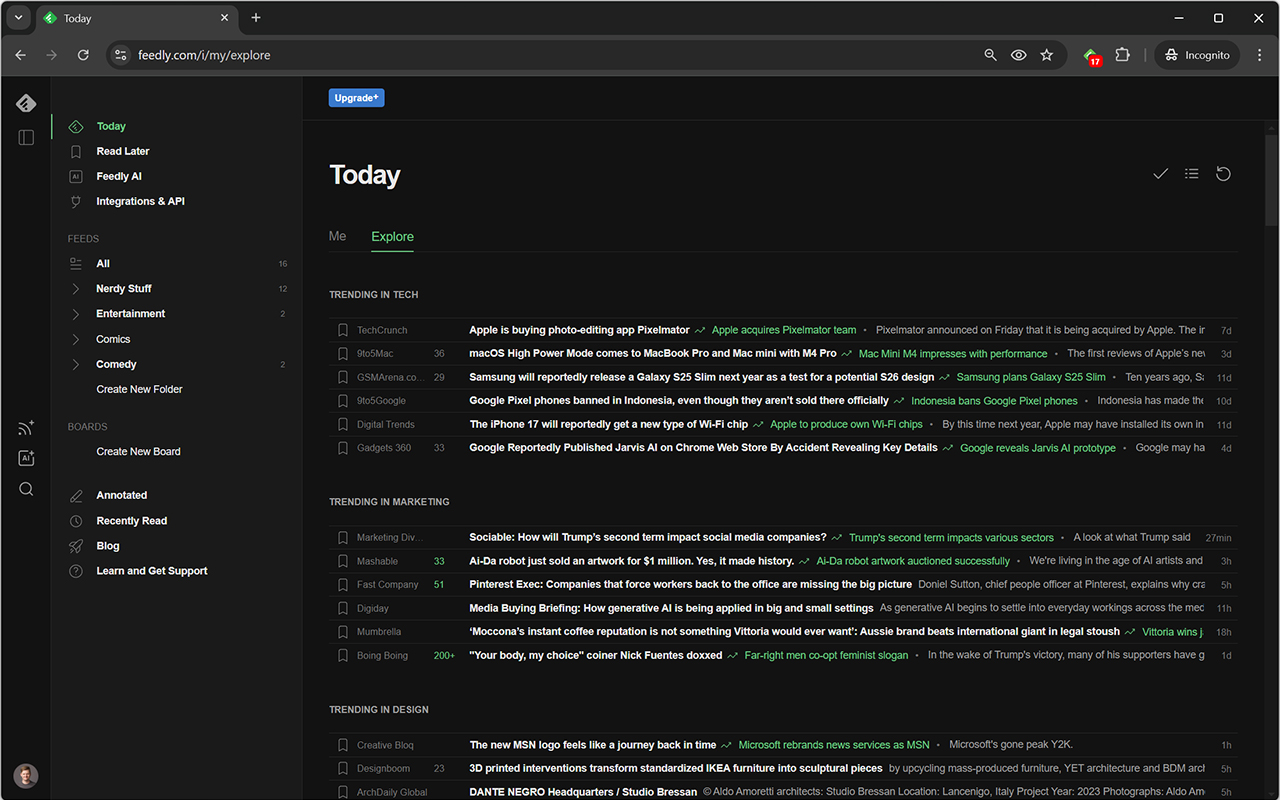 Today
feedly.com/i/my/explore
17
Incognito
Upgrade+
Today
Read Later
AI Feedly AI
Integrations & API
FEEDS
All 16
Nerdy Stuff 12
Entertainment 2
Comics
Comedy 2
Create New Folder
BOARDS
Create New Board
AI
Annotated
Recently Read
Blog
Learn and Get Support
Today
Me Explore
TRENDING IN TECH
TechCrunch Apple is buying photo-editing app Pixelmator Apple acquires Pixelmator team • Pixelmator announced on Friday that it is being acquired by Apple. The ir 7d
9to5Mac 36 macOS High Power Mode comes to MacBook Pro and Mac mini with M4 Pro Mac Mini M4 impresses with performance • The first reviews of Apple's nev 3d
GSMArena.co... 29 Samsung will reportedly release a Galaxy S25 Slim next year as a test for a potential S26 design Samsung plans Galaxy S25 Slim • Ten years ago, Sa 11d
9to5Google Google Pixel phones banned in Indonesia, even though they aren't sold there officially Indonesia bans Google Pixel phones • Indonesia has made the 10d
Digital Trends The iPhone 17 will reportedly get a new type of Wi-Fi chip Apple to produce own Wi-Fi chips • By this time next year, Apple may have installed its own in 11d
Gadgets 360 33 Google Reportedly Published Jarvis AI on Chrome Web Store By Accident Revealing Key Details Google reveals Jarvis AI prototype • Google may ha 4d
TRENDING IN MARKETING
Marketing Div... Sociable: How will Trump's second term impact social media companies? Trump's second term impacts various sectors • A look at what Trump said 27min
Mashable 33 Ai-Da robot just sold an artwork for $1 million. Yes, it made history. Ai-Da robot artwork auctioned successfully • We're living in the age of AI artists and 3h
Fast Company 51 Pinterest Exec: Companies that force workers back to the office are missing the big picture Doniel Sutton, chief people officer at Pinterest, explains why cra 5h
Digiday Media Buying Briefing: How generative AI is being applied in big and small settings As generative AI begins to settle into everyday workings across the mec 11h
Mumbrella 'Moccona's instant coffee reputation is not something Vittoria would ever want': Aussie brand beats international giant in legal stoush Vittoria wins j 18h
Boing Boing 200+ "Your body, my choice" coiner Nick Fuentes doxxed Far-right men co-opt feminist slogan • In the wake of Trump's victory, many of his supporters have g 1d
TRENDING IN DESIGN
Creative Bloq The new MSN logo feels like a journey back in time Microsoft rebrands news services as MSN • Microsoft's gone peak Y2K. 1h
Designboom 23 3D printed interventions transform standardized IKEA furniture into sculptural pieces by upcycling mass-produced furniture, YET architecture and BDM arch 5h
ArchDaily Global DANTE NEGRO Headquarters / Studio Bressan © Aldo Amoretti architects: Studio Bressan Location: Lancenigo, Italy Project Year: 2023 Photographs: Aldo Amo 5h